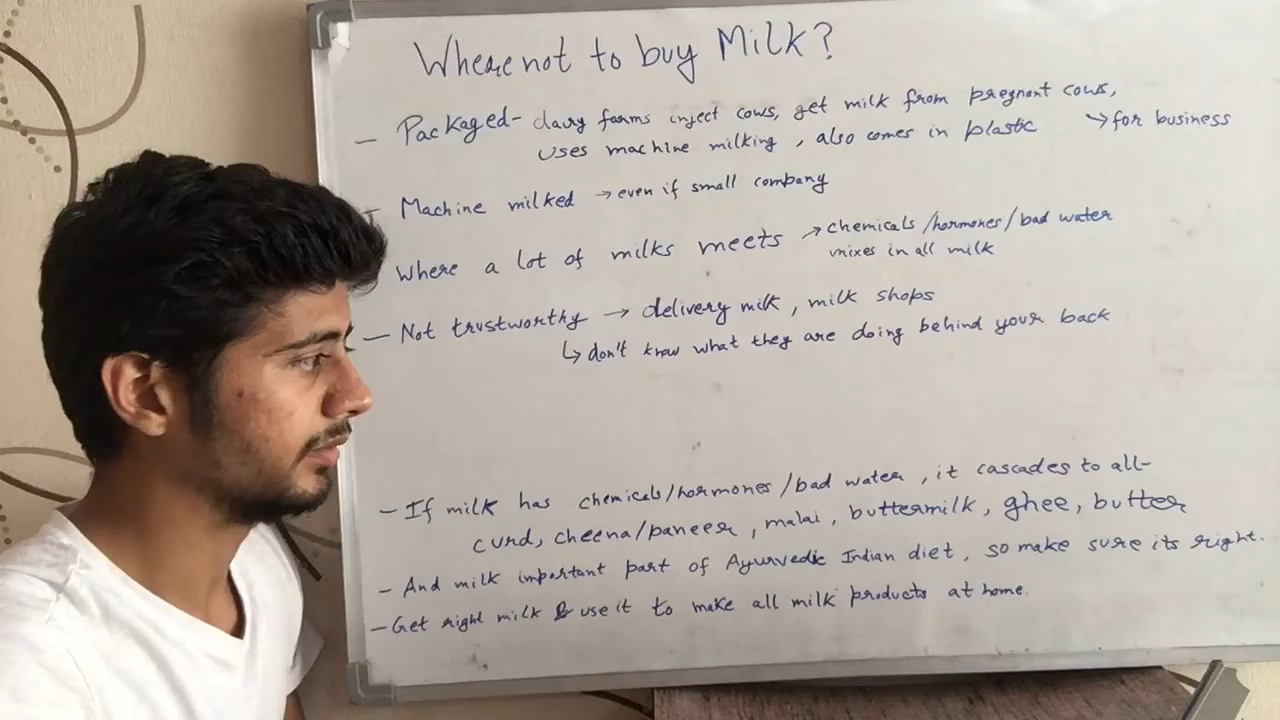 Where not to buy Milk?
- Packaged- dairy farms inject cows, get milk from pregnant cows,
uses machine milking, also comes in plastic → for business
- Machine milked → even if small company
Where a lot of milks meets → chemicals/hormones/bad water
mixes in all milk
- Not trustworthy → delivery milk, milk shops
↳ don't know what they are doing behind your back
- If milk has chemicals/hormones/bad water, it cascades to all-
curd, cheena/paneer, malai, buttermilk, ghee, butter
- And milk important part of Ayurvedic Indian diet, so make sure its right.
- Get right milk & use it to make all milk products at home.